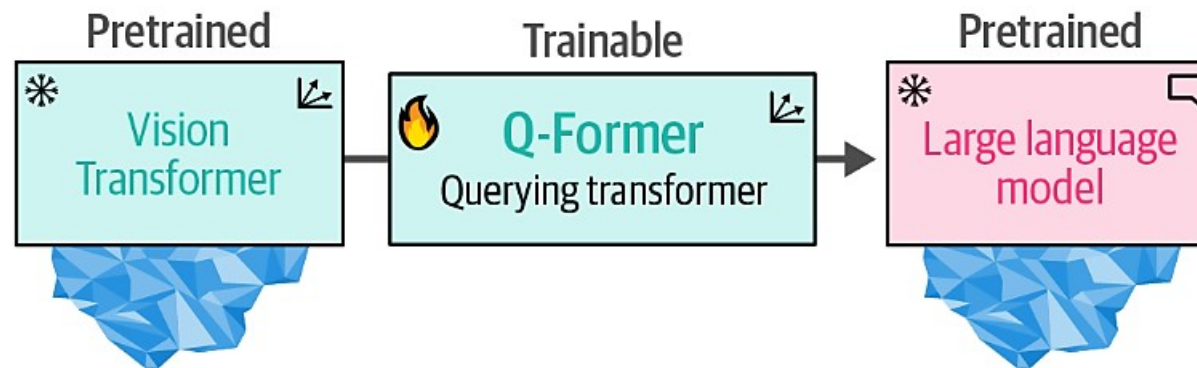 Pretrained
Trainable
Pretrained
Vision
Transformer
Q-Former
Querying transformer
Large language
model